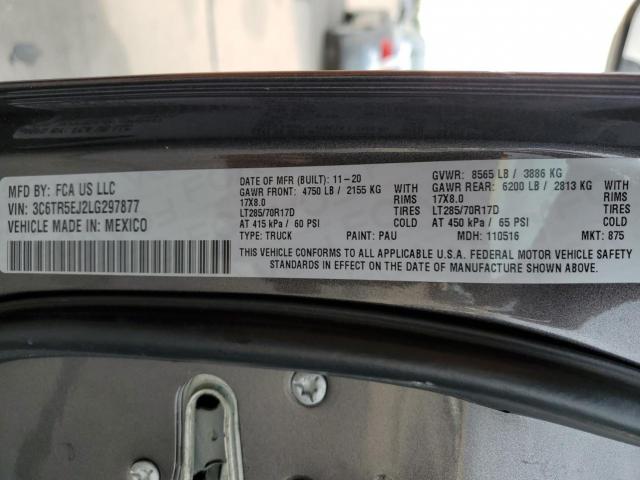 MFD BY: FCA US LLC
VIN: 3C6TR5EJ2LG297877
VEHICLE MADE IN: MEXICO
DATE OF MFR (BUILT): 11-20 GVWR: 8565 LB / 3886 KG
GAWR FRONT: 4750 LB / 2155 KG WITH GAWR REAR: 6200 LB / 2813 KG WITH
17X8.0 RIMS 17X8.0 RIMS
LT285/70R17D TIRES LT285/70R17D TIRES
AT 415 kPa / 60 PSI COLD AT 450 kPa / 65 PSI COLD
TYPE: TRUCK PAINT: PAU MDH: 110516 MKT: 875
THIS VEHICLE CONFORMS TO ALL APPLICABLE U.S.A. FEDERAL MOTOR VEHICLE SAFETY
STANDARDS IN EFFECT ON THE DATE OF MANUFACTURE SHOWN ABOVE.